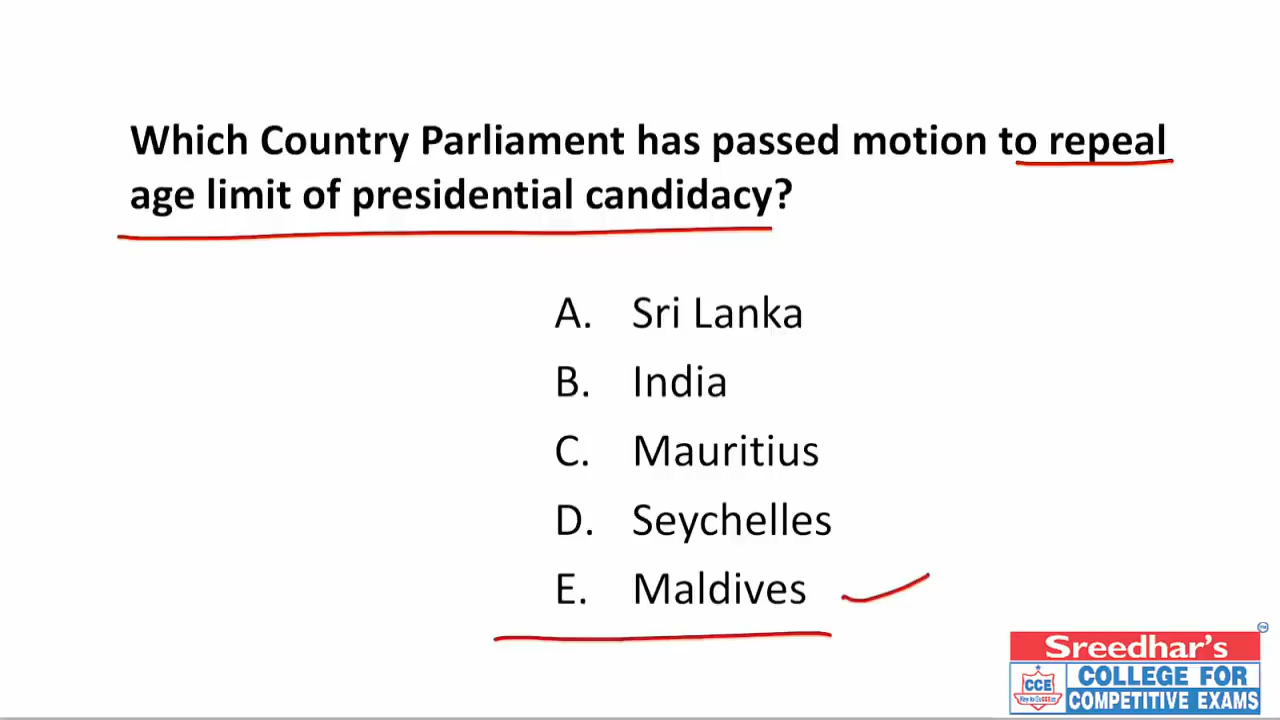 Which Country Parliament has passed motion to repeal
age limit of presidential candidacy?
A. Sri Lanka
B. India
C. Mauritius
D. Seychelles
E. Maldives
TM
Sreedhar's
CCE
COLLEGE FOR
COMPETITIVE EXAMS